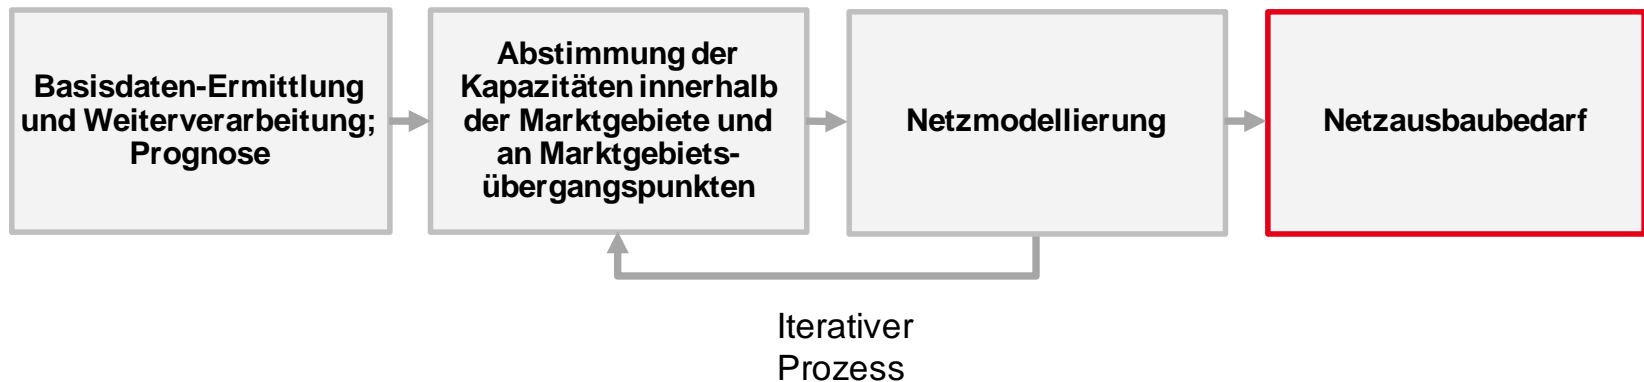 Basisdaten-Ermittlung
und Weiterverarbeitung;
Prognose
Abstimmung der
Kapazitäten innerhalb
der Marktgebiete und
an Marktgebiets-
übergangspunkten
Netzmodellierung
Netzausbaubedarf
Iterativer
Prozess